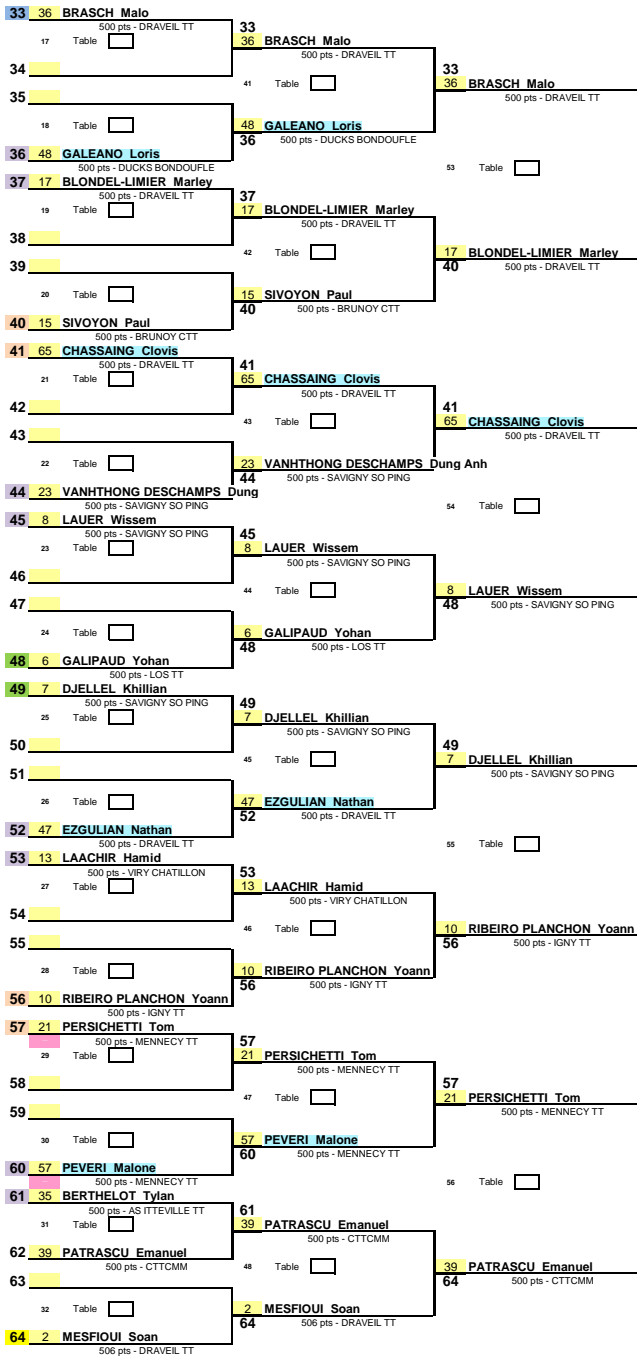 33 36 BRASCH Malo
500 pts - DRAVEIL TT
17 Table
34
35
18 Table
36 48 GALEANO Loris
500 pts - DUCKS BONDOUFLE
37 17 BLONDEL-LIMIER Marley
500 pts - DRAVEIL TT
19 Table
38
39
20 Table
40 15 SIVOYON Paul
500 pts - BRUNOY CTT
41 65 CHASSAING Clovis
500 pts - DRAVEIL TT
21 Table
42
43
22 Table
44 23 VANHTHONG DESCHAMPS Dung
500 pts - SAVIGNY SO PING
45 8 LAUER Wissem
500 pts - SAVIGNY SO PING
23 Table
46
47
24 Table
48 6 GALIPAUD Yohan
500 pts - LOS TT
49 7 DJELLEL Khillian
500 pts - SAVIGNY SO PING
25 Table
50
51
26 Table
52 47 EZGULIAN Nathan
500 pts - DRAVEIL TT
53 13 LAACHIR Hamid
500 pts - VIRY CHATILLON
27 Table
54
55
28 Table
56 10 RIBEIRO PLANCHON Yoann
500 pts - IGNY TT
57 21 PERSICHETTI Tom
500 pts - MENNECY TT
29 Table
58
59
30 Table
60 57 PEVERI Malone
500 pts - MENNECY TT
61 35 BERTHELOT Tylan
500 pts - AS ITTEVILLE TT
31 Table
62 39 PATRASCU Emanuel
500 pts - CTTCMM
63
32 Table
64 2 MESFIOUI Soan
506 pts - DRAVEIL TT
33
36 BRASCH Malo
500 pts - DRAVEIL TT
41 Table
48 GALEANO Loris
36 500 pts - DUCKS BONDOUFLE
37
17 BLONDEL-LIMIER Marley
500 pts - DRAVEIL TT
42 Table
15 SIVOYON Paul
40 500 pts - BRUNOY CTT
41
65 CHASSAING Clovis
500 pts - DRAVEIL TT
43 Table
23 VANHTHONG DESCHAMPS Dung Anh
44 500 pts - SAVIGNY SO PING
45
8 LAUER Wissem
500 pts - SAVIGNY SO PING
44 Table
6 GALIPAUD Yohan
48 500 pts - LOS TT
49
7 DJELLEL Khillian
500 pts - SAVIGNY SO PING
45 Table
47 EZGULIAN Nathan
52 500 pts - DRAVEIL TT
53
13 LAACHIR Hamid
500 pts - VIRY CHATILLON
46 Table
10 RIBEIRO PLANCHON Yoann
56 500 pts - IGNY TT
57
21 PERSICHETTI Tom
500 pts - MENNECY TT
47 Table
57 PEVERI Malone
60 500 pts - MENNECY TT
61
39 PATRASCU Emanuel
500 pts - CTTCMM
48 Table
2 MESFIOUI Soan
64 506 pts - DRAVEIL TT
33
36 BRASCH Malo
500 pts - DRAVEIL TT
53 Table
17 BLONDEL-LIMIER Marley
40 500 pts - DRAVEIL TT
41
65 CHASSAING Clovis
500 pts - DRAVEIL TT
54 Table
8 LAUER Wissem
48 500 pts - SAVIGNY SO PING
49
7 DJELLEL Khillian
500 pts - SAVIGNY SO PING
55 Table
10 RIBEIRO PLANCHON Yoann
56 500 pts - IGNY TT
57
21 PERSICHETTI Tom
500 pts - MENNECY TT
56 Table
39 PATRASCU Emanuel
64 500 pts - CTTCMM